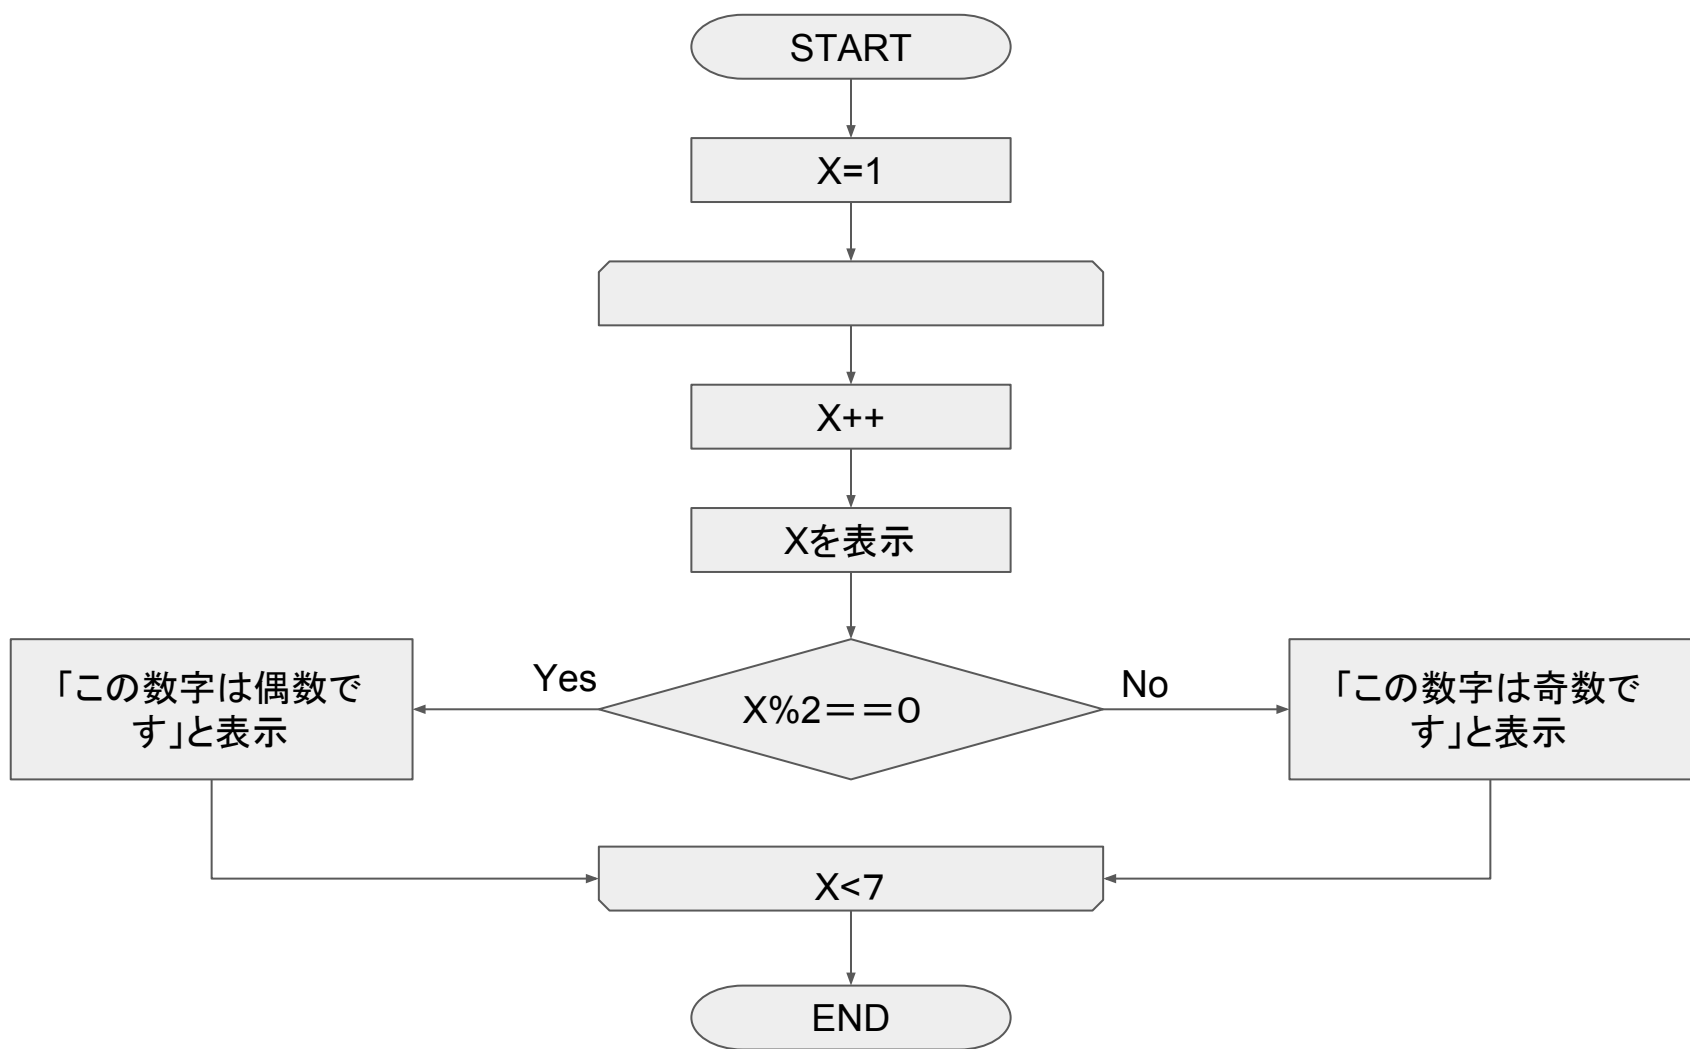 START
X=1
X++
Xを表示
Yes
X%2＝＝0
No
「この数字は偶数で
す」と表示
「この数字は奇数で
す」と表示
X<7
END